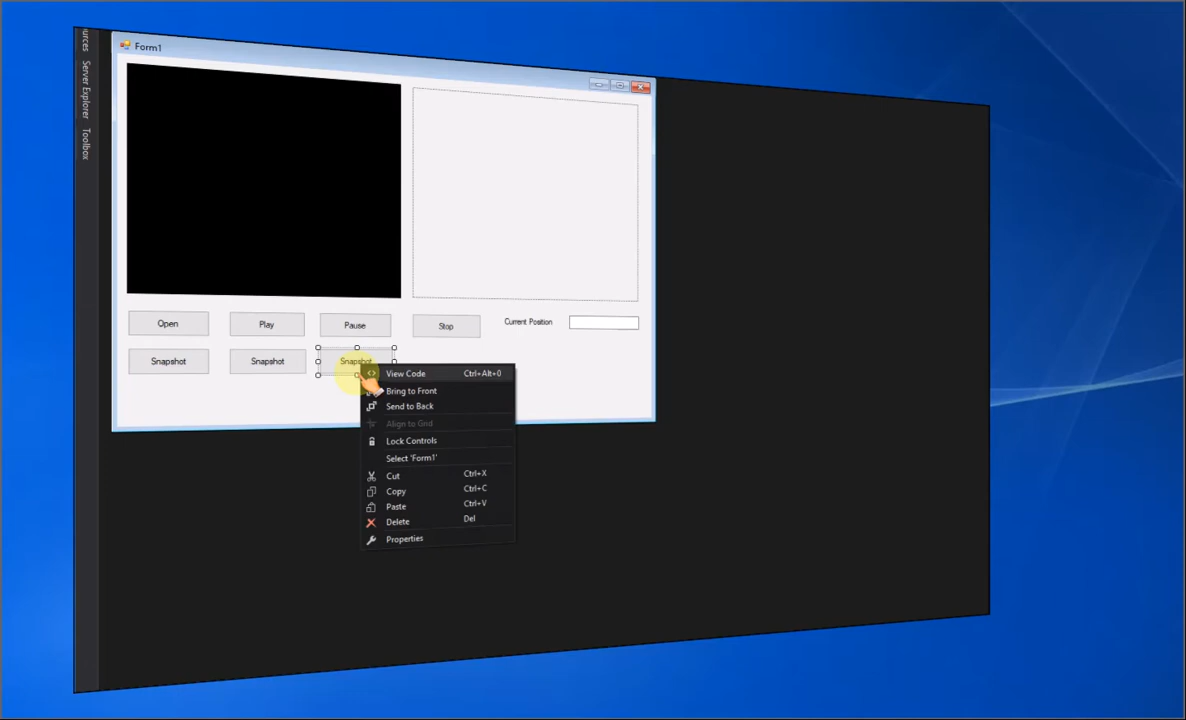 urces
Server Explorer
Toolbox
Form1
Open
Play
Pause
Stop
Current Position
Snapshot
Snapshot
Snapshot
View Code Ctrl+Alt+0
Bring to Front
Send to Back
Align to Grid
Lock Controls
Select 'Form1'
Cut Ctrl+X
Copy Ctrl+C
Paste Ctrl+V
Delete Del
Properties